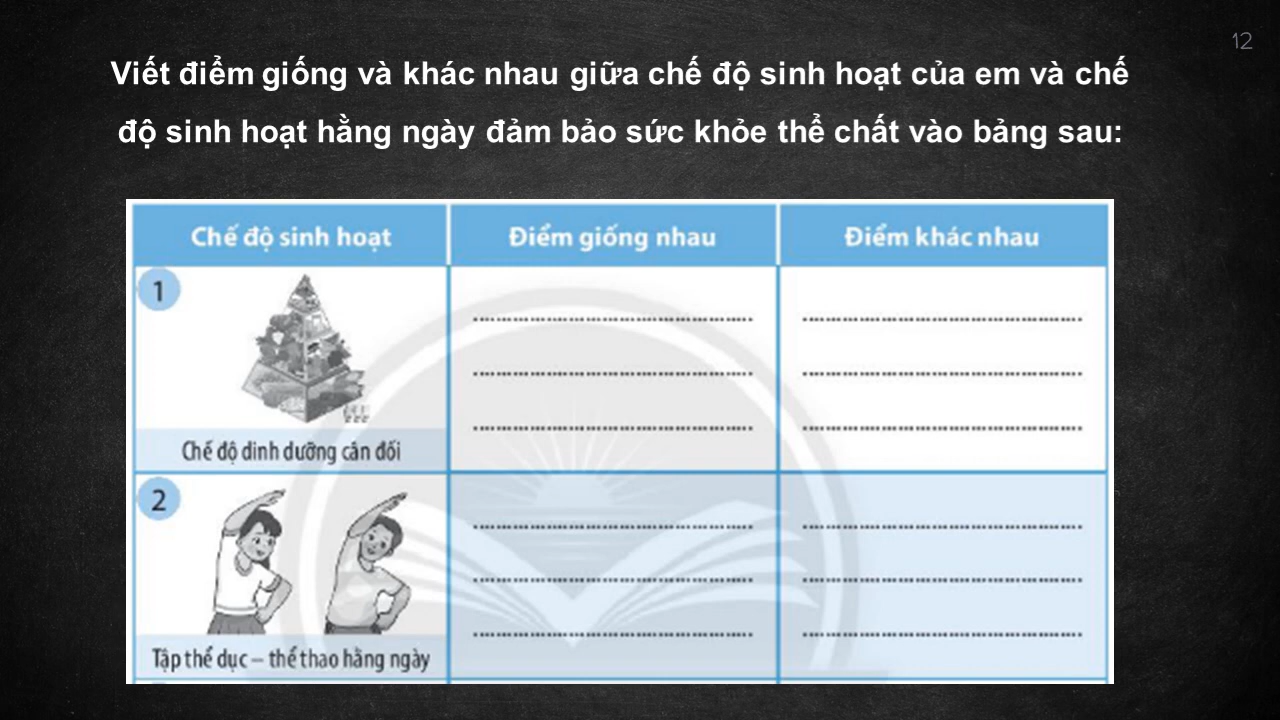 12
Viết điểm giống và khác nhau giữa chế độ sinh hoạt của em và chế
độ sinh hoạt hằng ngày đảm bảo sức khỏe thể chất vào bảng sau:
Chế độ sinh hoạt
Điểm giống nhau
Điểm khác nhau
1
Chế độ dinh dưỡng cân đối
2
Tập thể dục – thể thao hằng ngày